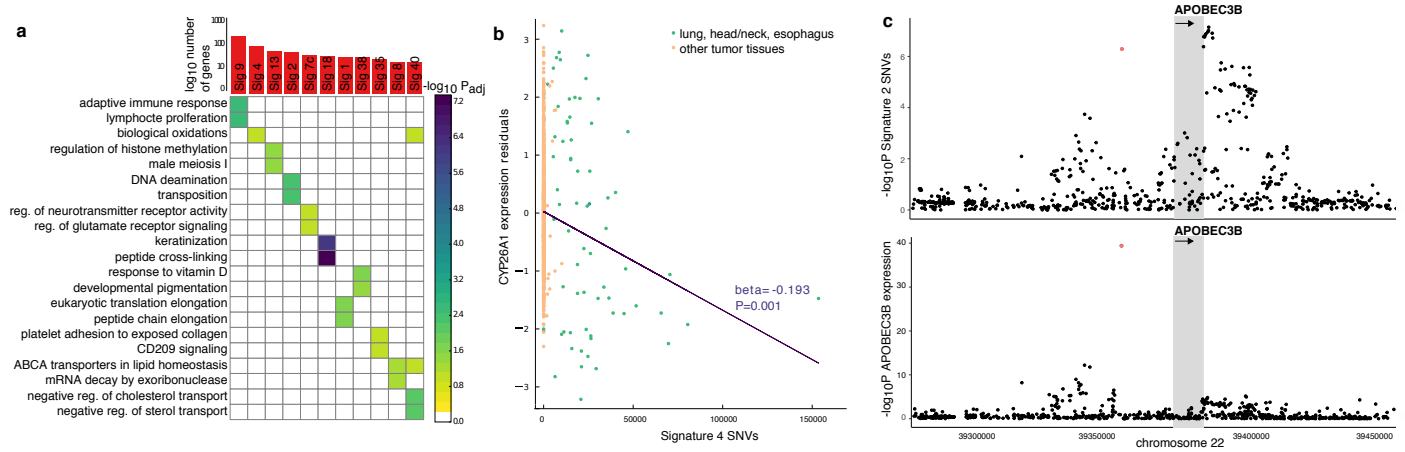 a
log10 number
of genes
1000
100
10
0
Sig 9
Sig 4
Sig 13
Sig 2
Sig 7c
Sig 18
Sig 1
Sig 38
Sig 35
Sig 8
Sig 40
-log10 Padj
adaptive immune response
lymphocte prolferation
biological oxidations
regulation of histone methylation
male meiosis I
DNA deamination
transposition
reg. of neurotransmitter receptor activity
reg. of glutamate receptor signaling
keratinization
peptide cross-linking
response to vitamin D
developmental pigmentation
eukaryotic translation elongation
peptide chain elongation
platelet adhesion to exposed collagen
CD209 signaling
ABCA transporters in lipid homeostasis
mRNA decay by exoribonuclease
negative reg. of cholesterol transport
negative reg. of sterol transport
7.2
6.4
5.6
4.8
4.0
3.2
2.4
1.6
0.8
0.0
b
lung, head/neck, esophagus
other tumor tissues
CYP26A1 expression residuals
3
2
1
0
−1
−2
−3
beta= -0.193
P=0.001
0
50000
100000
150000
Signature 4 SNVs
c
APOBEC3B
-log10P Signature 2 SNVs
6
4
2
0
APOBEC3B
-log10P APOBEC3B expression
40
30
20
10
0
39300000
39350000
39400000
39450000
chromosome 22